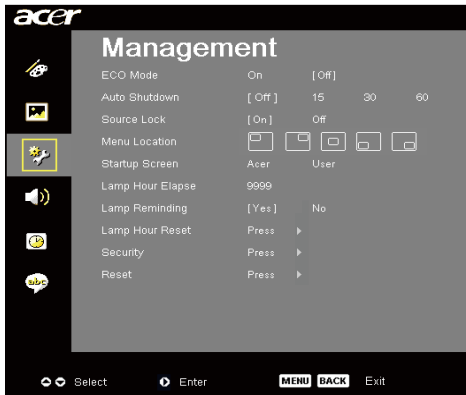 acer
Management
ECO Mode On [Off]
Auto Shutdown [ Off ] 15 30 60
Source Lock [On] Off
Menu Location
Startup Screen Acer User
Lamp Hour Elapse 9999
Lamp Reminding [Yes] No
Lamp Hour Reset Press
Security Press
Reset Press
abc
Select Enter MENU BACK Exit